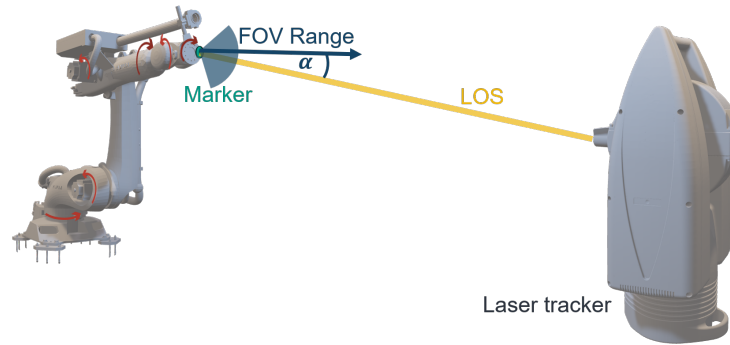 FOV Range
α
Marker
LOS
Laser tracker